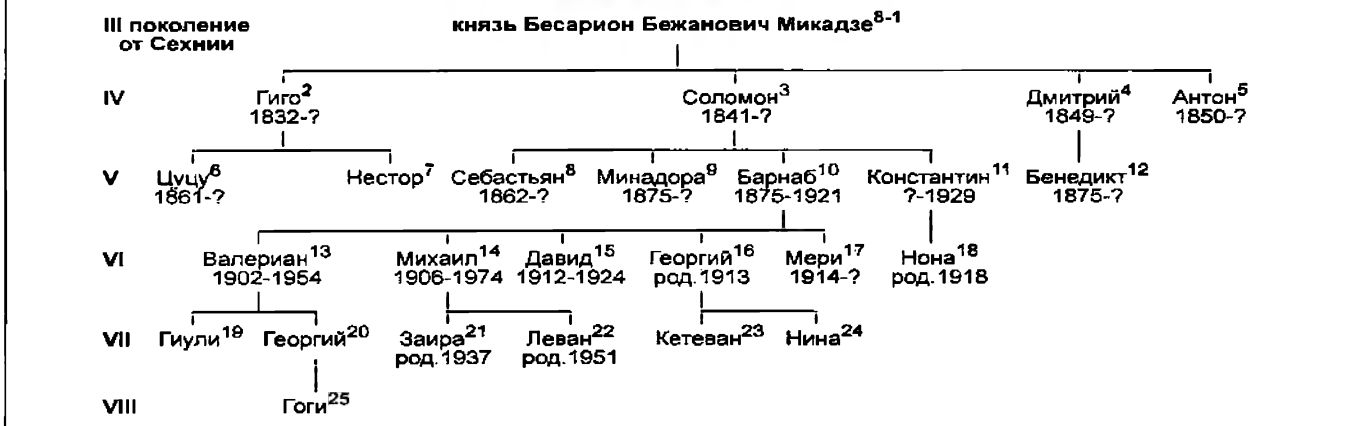 III поколение князь Бесарион Бежанович Микадзе8-1
от Сехнии
IV Гиго2 Соломон3 Дмитрий4 Антон5
1832-? 1841-? 1849-? 1850-?
V Цуцу6 Нестор7 Себастьян8 Минадора9 Барнаб10 Константин11 Бенедикт12
1861-? 1862-? 1875-? 1875-1921 ?-1929 1875-?
VI Валериан13 Михаил14 Давид15 Георгий16 Мери17 Нона18
1902-1954 1906-1974 1912-1924 род.1913 1914-? род.1918
VII Гиули19 Георгий20 Заира21 Леван22 Кетеван23 Нина24
род.1937 род.1951
VIII Гоги25